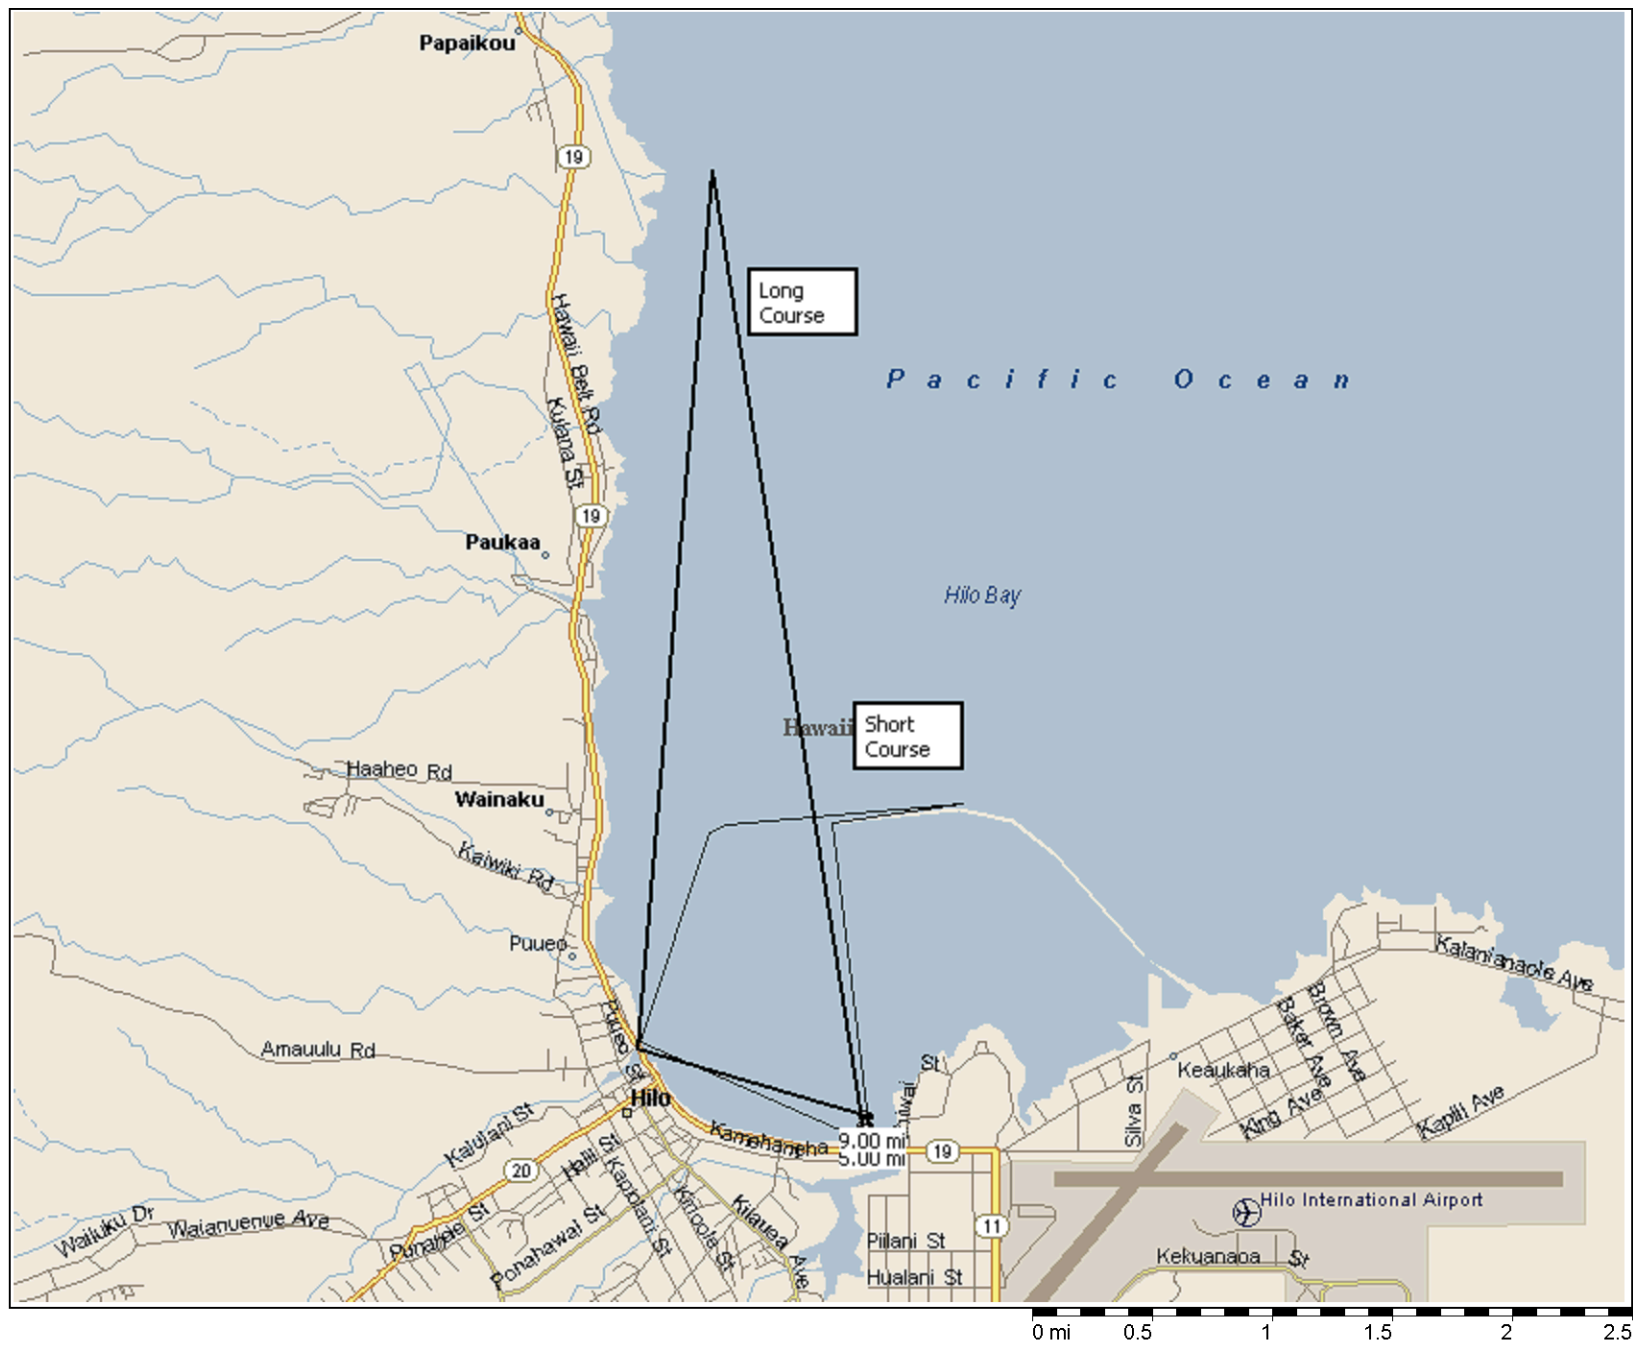 Papaikou
19
Long
Course
Hawaii Belt Rd
Pacific Ocean
Kulana St
19
Paukaa
Hilo Bay
Hawaii
Short
Course
Haaheo Rd
Wainaku
Kaiwiki Rd
Puueo
Kalanianaole Ave
Puueo St
Brown Ave
Baker Ave
Amauulu Rd
St
Keaukaha
Silva St
Hilo
King Ave
Kapili Ave
Kaiulani St
Kamehameha
9.00 mi
5.00 mi
19
20
Halii St
Kapiolani St
Kinoole St
Kilauea Ave
Hilo International Airport
Wailuku Dr
Waianuenue Ave
Punahele St
Ponahawai St
11
Piilani St
Kekuanaoa St
Hualani St
0 mi 0.5 1 1.5 2 2.5